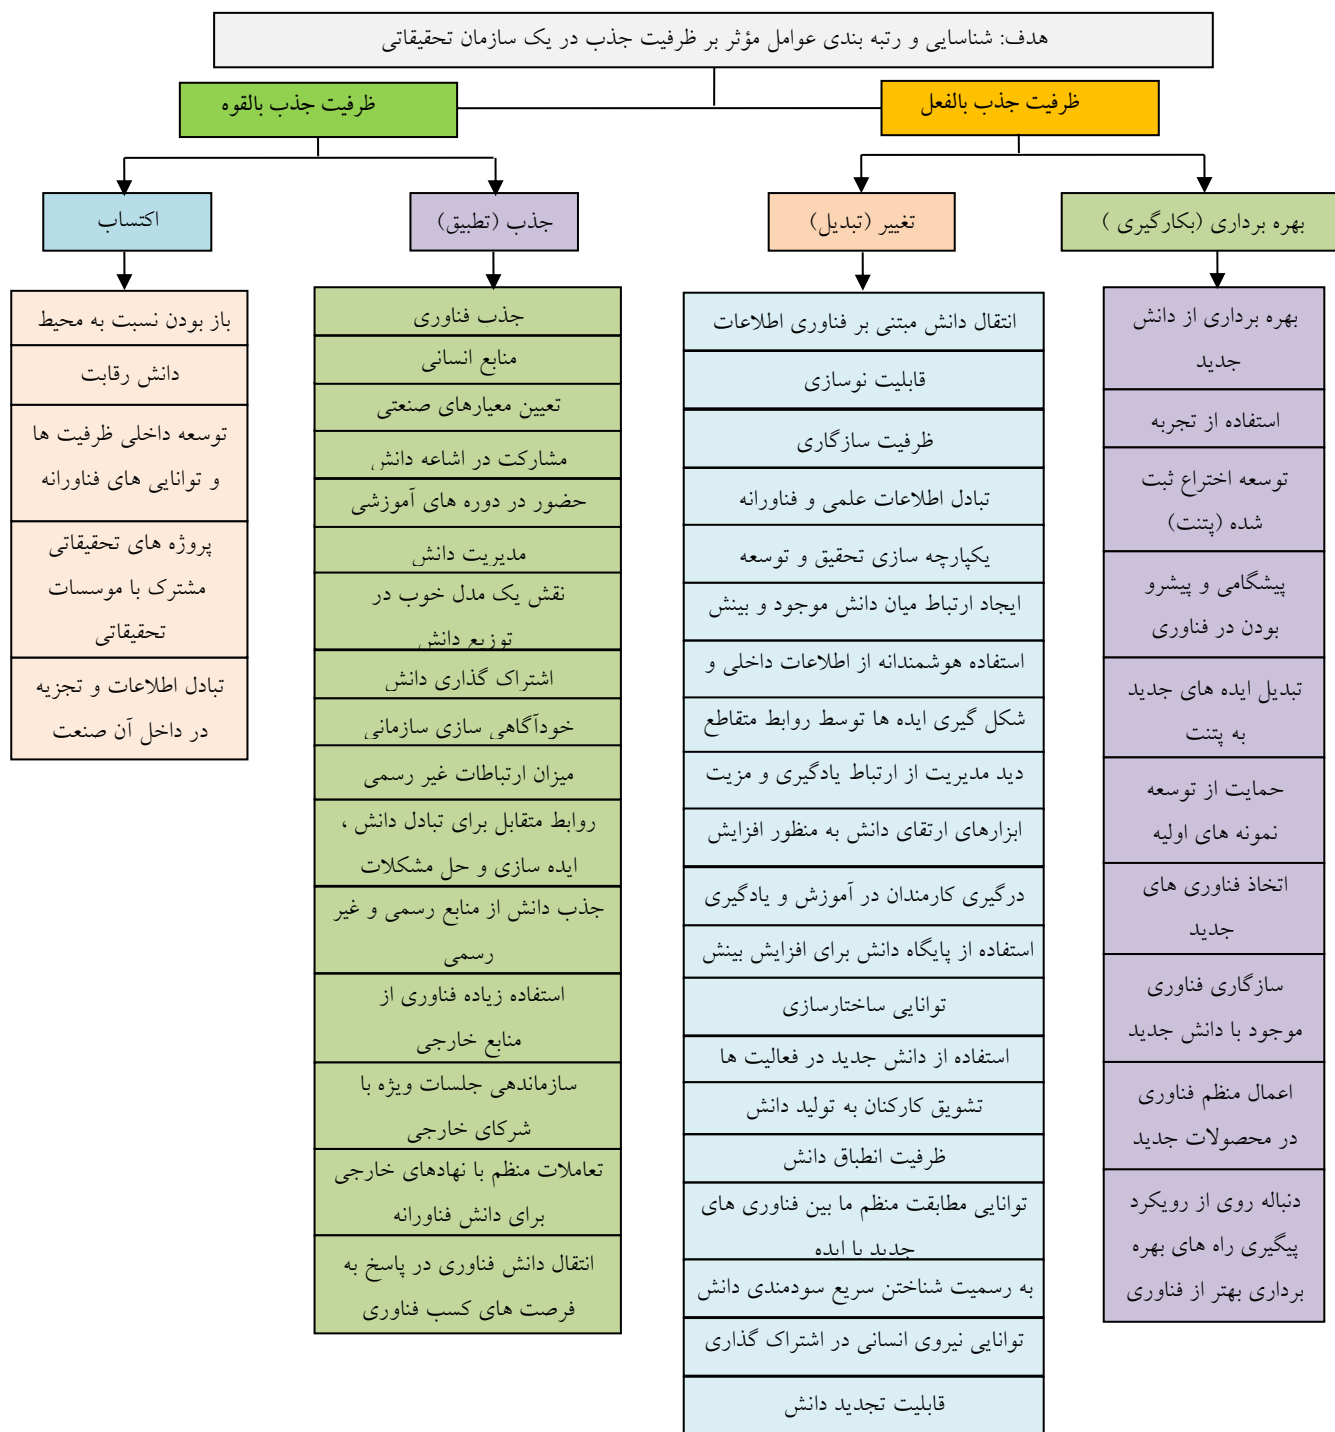 هدف: شناسایی و رتبه بندی عوامل مؤثر بر ظرفیت جذب در یک سازمان تحقیقاتی
ظرفیت جذب بالفعل
ظرفیت جذب بالقوه
بهره برداری (بکارگیری )
تغییر (تبدیل)
جذب (تطبیق)
اکتساب
بهره برداری از دانش
جدید
استفاده از تجربه
توسعه اختراع ثبت
شده (پتنت)
پیشگامی و پیشرو
بودن در فناوری
تبدیل ایده های جدید
به پتنت
حمایت از توسعه
نمونه های اولیه
اتخاذ فناوری های
جدید
سازگاری فناوری
موجود با دانش جدید
اعمال منظم فناوری
در محصولات جدید
دنباله روی از رویکرد
پیگیری راه های بهره
برداری بهتر از فناوری
انتقال دانش مبتنی بر فناوری اطلاعات
قابلیت نوسازی
ظرفیت سازگاری
تبادل اطلاعات علمی و فناورانه
یکپارچه سازی تحقیق و توسعه
ایجاد ارتباط میان دانش موجود و بینش
استفاده هوشمندانه از اطلاعات داخلی و
شکل گیری ایده ها توسط روابط متقاطع
دید مدیریت از ارتباط یادگیری و مزیت
ابزارهای ارتقای دانش به منظور افزایش
درگیری کارمندان در آموزش و یادگیری
استفاده از پایگاه دانش برای افزایش بینش
توانایی ساختارسازی
استفاده از دانش جدید در فعالیت ها
تشویق کارکنان به تولید دانش
ظرفیت انطباق دانش
توانایی مطابقت منظم ما بین فناوری های
جدید با ایده
به رسمیت شناختن سریع سودمندی دانش
توانایی نیروی انسانی در اشتراک گذاری
قابلیت تجدید دانش
جذب فناوری
منابع انسانی
تعیین معیارهای صنعتی
مشارکت در اشاعه دانش
حضور در دوره های آموزشی
مدیریت دانش
نقش یک مدل خوب در
توزیع دانش
اشتراک گذاری دانش
خودآگاهی سازی سازمانی
میزان ارتباطات غیر رسمی
روابط متقابل برای تبادل دانش ،
ایده سازی و حل مشکلات
جذب دانش از منابع رسمی و غیر
رسمی
استفاده زیاده فناوری از
منابع خارجی
سازماندهی جلسات ویژه با
شرکای خارجی
تعاملات منظم با نهادهای خارجی
برای دانش فناورانه
انتقال دانش فناوری در پاسخ به
فرصت های کسب فناوری
باز بودن نسبت به محیط
دانش رقابت
توسعه داخلی ظرفیت ها
و توانایی های فناورانه
پروژه های تحقیقاتی
مشترک با موسسات
تحقیقاتی
تبادل اطلاعات و تجزیه
در داخل آن صنعت